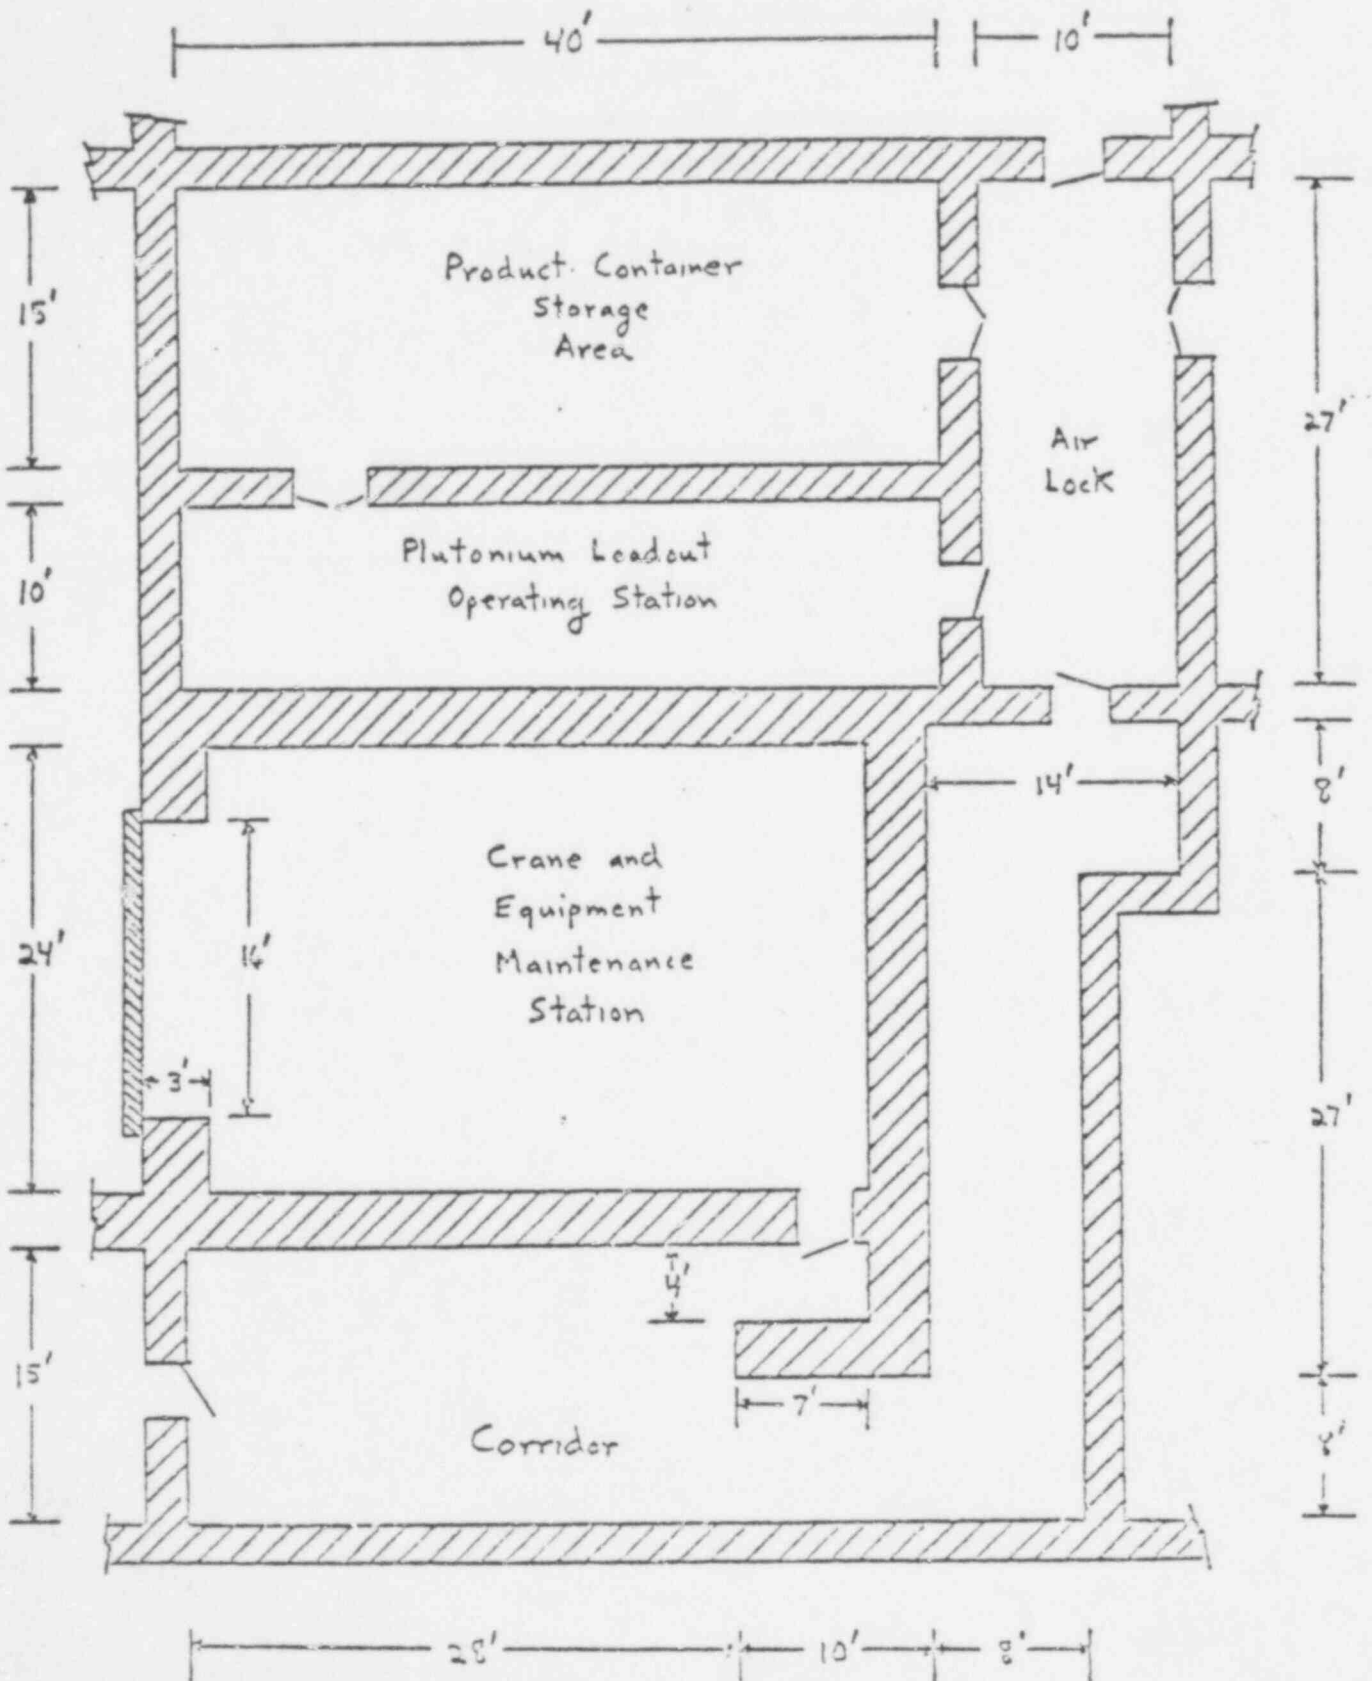 40'
10'
Product Container
Storage
Area
15'
27'
Air
Lock
Plutonium Loadout
Operating Station
10'
14'
8'
Crane and
Equipment
Maintenance
Station
24'
16'
3'
27'
4'
15'
7'
Corridor
8'
28'
10'
8'